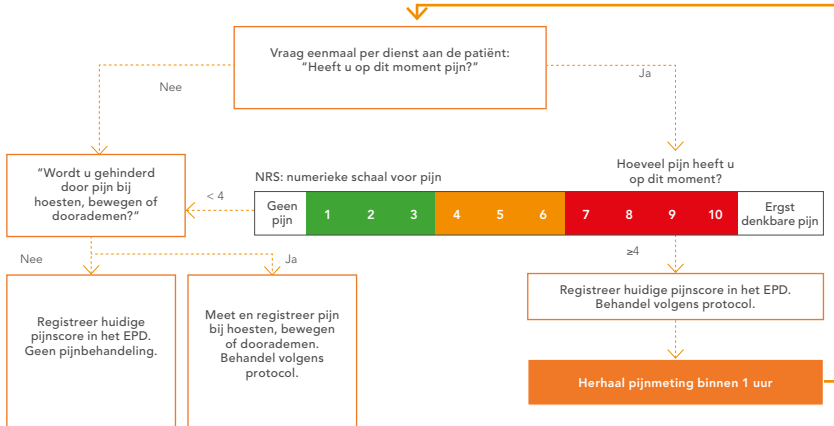 Vraag eenmaal per dienst aan de patiënt:
“Heeft u op dit moment pijn?”
Nee
Ja
“Wordt u gehinderd
door pijn bij
hoesten, bewegen of
doorademen?”
< 4
NRS: numerieke schaal voor pijn
Hoeveel pijn heeft u
op dit moment?
Geen
pijn
1 2 3 4 5 6 7 8 9 10
Ergst
denkbare pijn
Nee
Ja
≥4
Registreer huidige
pijnscore in het EPD.
Geen pijnbehandeling.
Meet en registreer pijn
bij hoesten, bewegen
of doorademen.
Behandel volgens
protocol.
Registreer huidige pijnscore in het EPD.
Behandel volgens protocol.
Herhaal pijnmeting binnen 1 uur